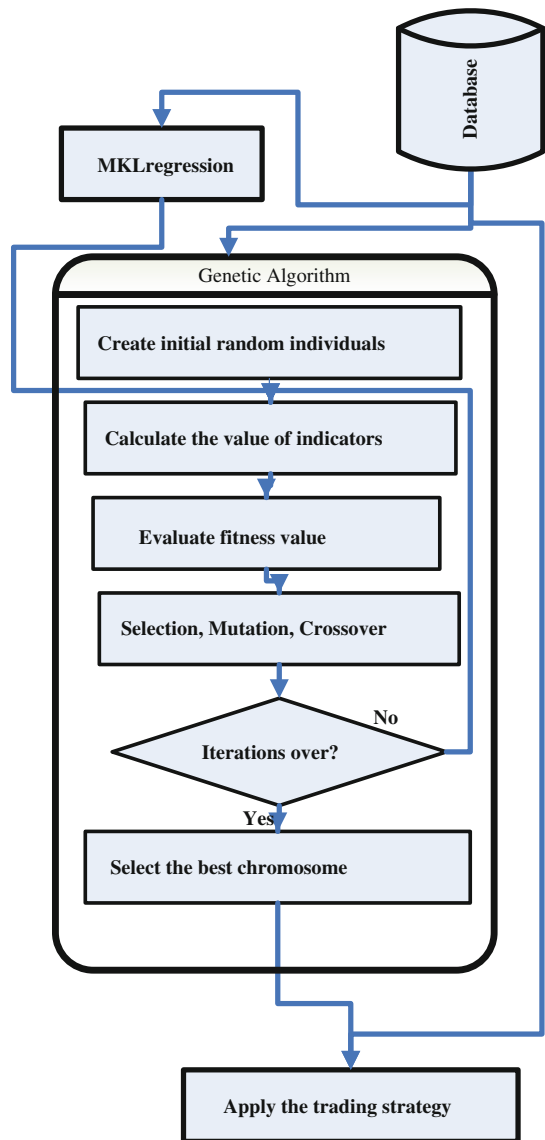 Database
MKLregression
Genetic Algorithm
Create initial random individuals
Calculate the value of indicators
Evaluate fitness value
Selection, Mutation, Crossover
No
Iterations over?
Yes
Select the best chromosome
Apply the trading strategy